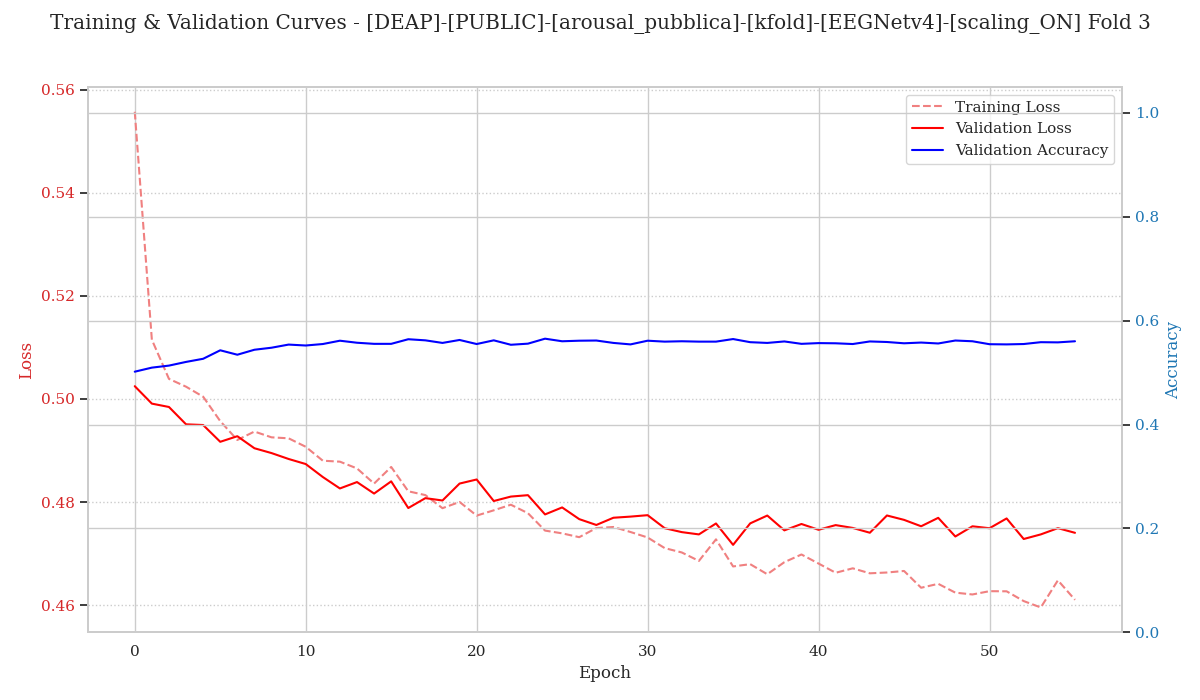 Training & Validation Curves - [DEAP]-[PUBLIC]-[arousal_pubblica]-[kfold]-[EEGNetv4]-[scaling_ON] Fold 3
Training Loss
Validation Loss
Validation Accuracy
0.56
0.54
0.52
0.50
0.48
0.46
Loss
1.0
0.8
0.6
0.4
0.2
0.0
Accuracy
0
10
20
30
40
50
Epoch